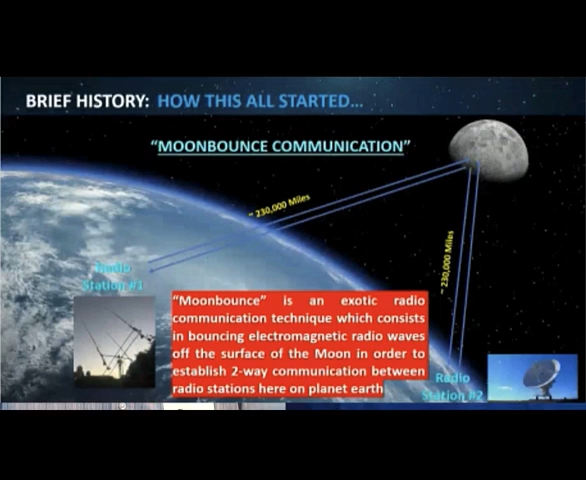 BRIEF HISTORY: HOW THIS ALL STARTED...
"MOONBOUNCE COMMUNICATION"
~ 230,000 Miles
~ 230,000 Miles
Radio
Station #1
"Moonbounce" is an exotic radio
communication technique which consists
in bouncing electromagnetic radio waves
off the surface of the Moon in order to
establish 2-way communication between
radio stations here on planet earth
Radio
Station #2